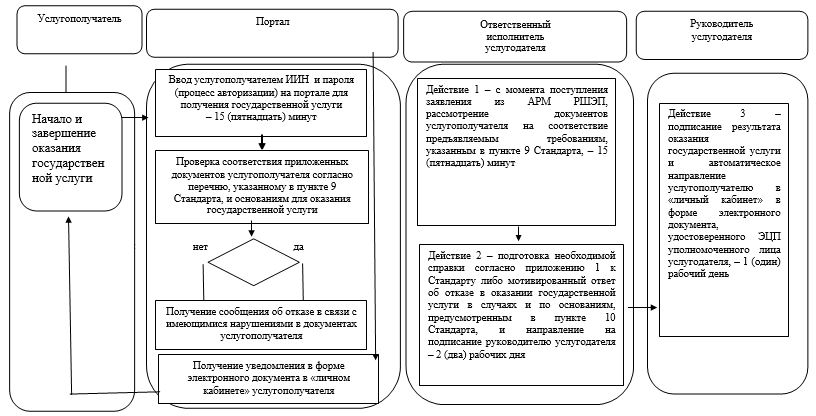 Услугополучатель
Портал
Ответственный
исполнитель
услугодателя
Руководитель
услугодателя
Начало и
завершение
оказания
государствен
ной услуги
Ввод услугополучателем ИИН и пароля
(процесс авторизации) на портале для
получения государственной услуги
– 15 (пятнадцать) минут
Проверка соответствия приложенных
документов услугополучателя согласно
перечню, указанному в пункте 9
Стандарта, и основаниям для оказания
государственной услуги
нет
да
Получение сообщения об отказе в связи с
имеющимися нарушениями в документах
услугополучателя
Получение уведомления в форме
электронного документа в «личном
кабинете» услугополучателя
Действие 1 – с момента поступления
заявления из АРМ РШЭП,
рассмотрение документов
услугополучателя на соответствие
предъявляемым требованиям,
указанным в пункте 9 Стандарта, – 15
(пятнадцать) минут
Действие 2 – подготовка необходимой
справки согласно приложению 1 к
Стандарту либо мотивированный ответ
об отказе в оказании государственной
услуги в случаях и по основаниям,
предусмотренным в пункте 10
Стандарта, и направление на
подписание руководителю услугодателя
– 2 (два) рабочих дня
Действие 3 –
подписание результата
оказания
государственной услуги
и автоматическое
направление
услугополучателю в
«личный кабинет» в
форме электронного
документа,
удостоверенного ЭЦП
уполномоченного лица
услугодателя, – 1 (один)
рабочий день